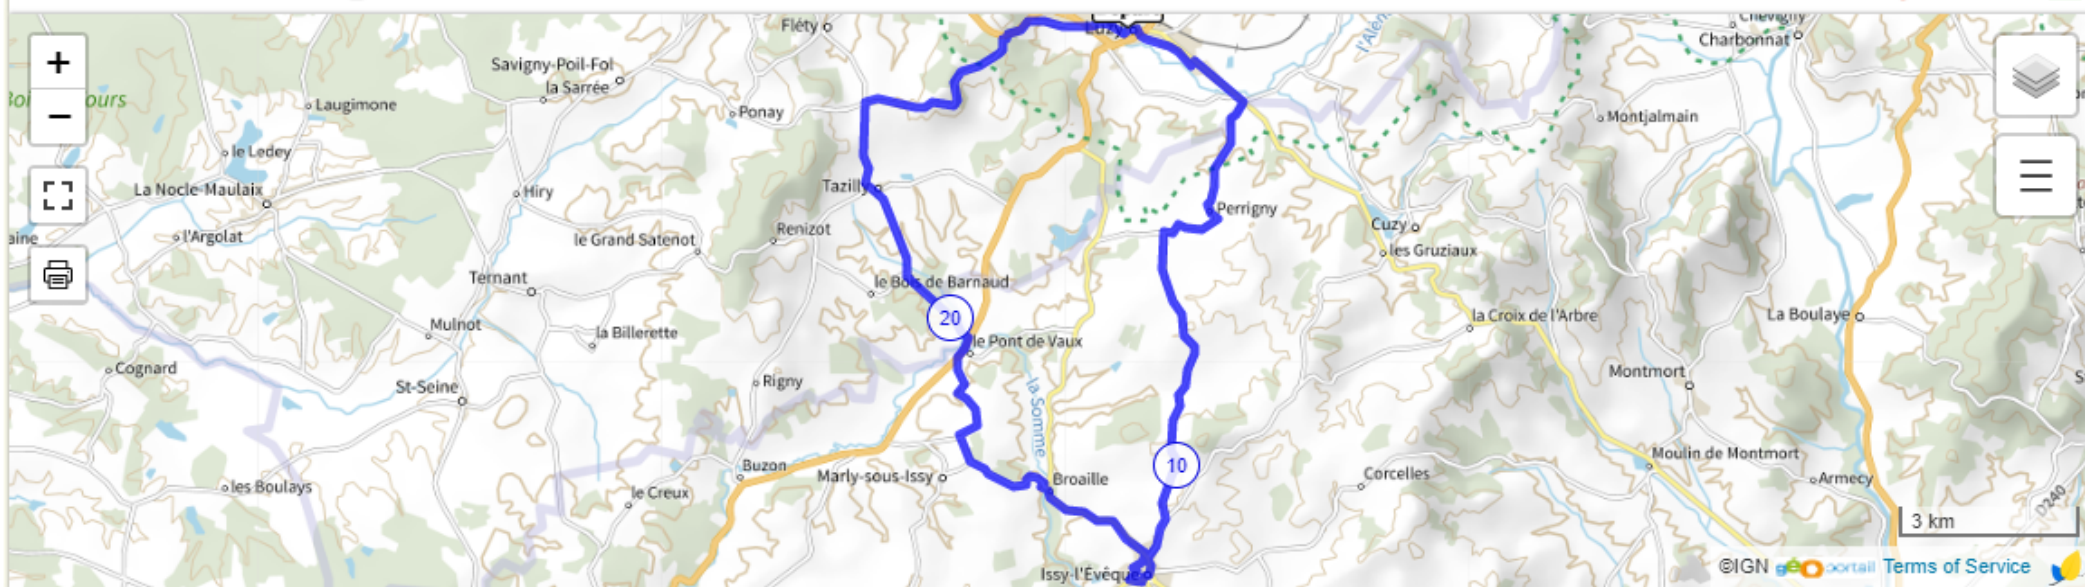 +
−
3 km
©IGN géoportail Terms of Service
Fléty
Luzy
l'Alen
Chevigny
Charbonnat
Savigny-Poil-Fol
la Sarrée
Laugimone
Ponay
Montjalmain
le Ledey
La Nocle-Maulaix
Hiry
Tazilly
Perrigny
l'Argolat
le Grand Satenot
Renizot
Cuzy
les Gruziaux
Ternant
le Bois de Barnaud
20
la Croix de l'Arbre
La Boulaye
Mulnot
la Billerette
le Pont de Vaux
Cognard
St-Seine
Rigny
la Somme
Montmort
Buzon
Marly-sous-Issy
Broaille
10
Corcelles
Moulin de Montmort
Armecy
les Boulays
le Creux
D240
Issy-l'Évêque